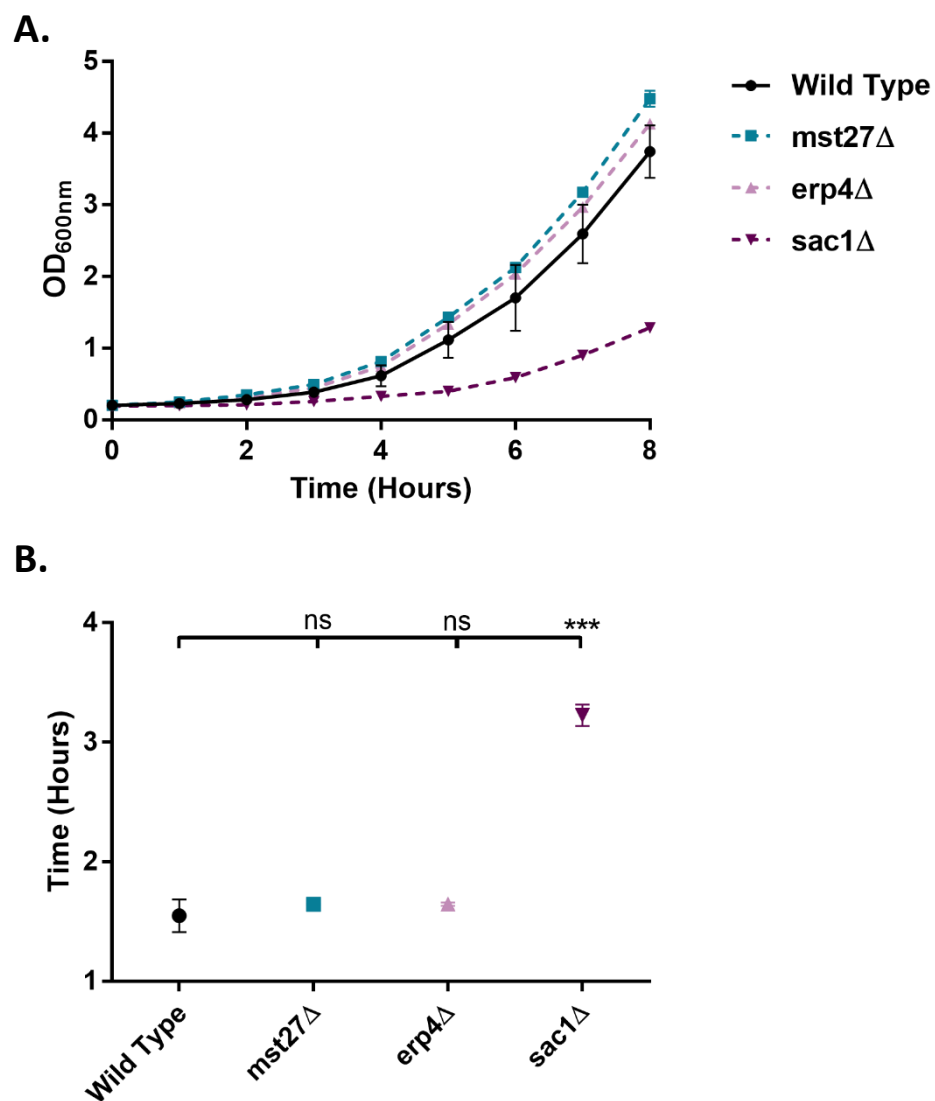 A.
5
4
3
2
1
0
OD600nm
0 2 4 6 8
Time (Hours)
Wild Type
mst27Δ
erp4Δ
sac1Δ
B.
4
3
2
1
Time (Hours)
ns ns ***
Wild Type mst27Δ erp4Δ sac1Δ